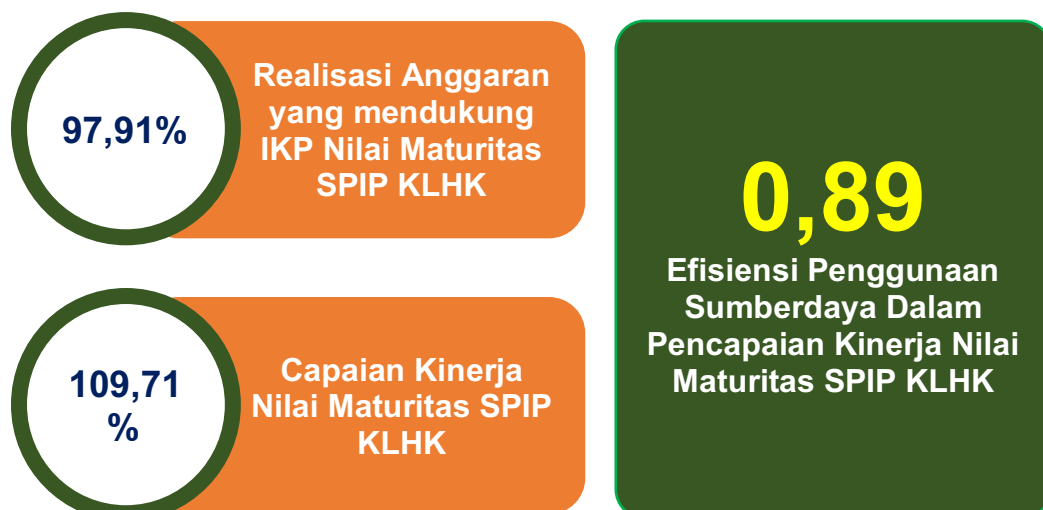 97,91%
Realisasi Anggaran
yang mendukung
IKP Nilai Maturitas
SPIP KLHK
109,71
%
Capaian Kinerja
Nilai Maturitas SPIP
KLHK
0,89
Efisiensi Penggunaan
Sumberdaya Dalam
Pencapaian Kinerja Nilai
Maturitas SPIP KLHK